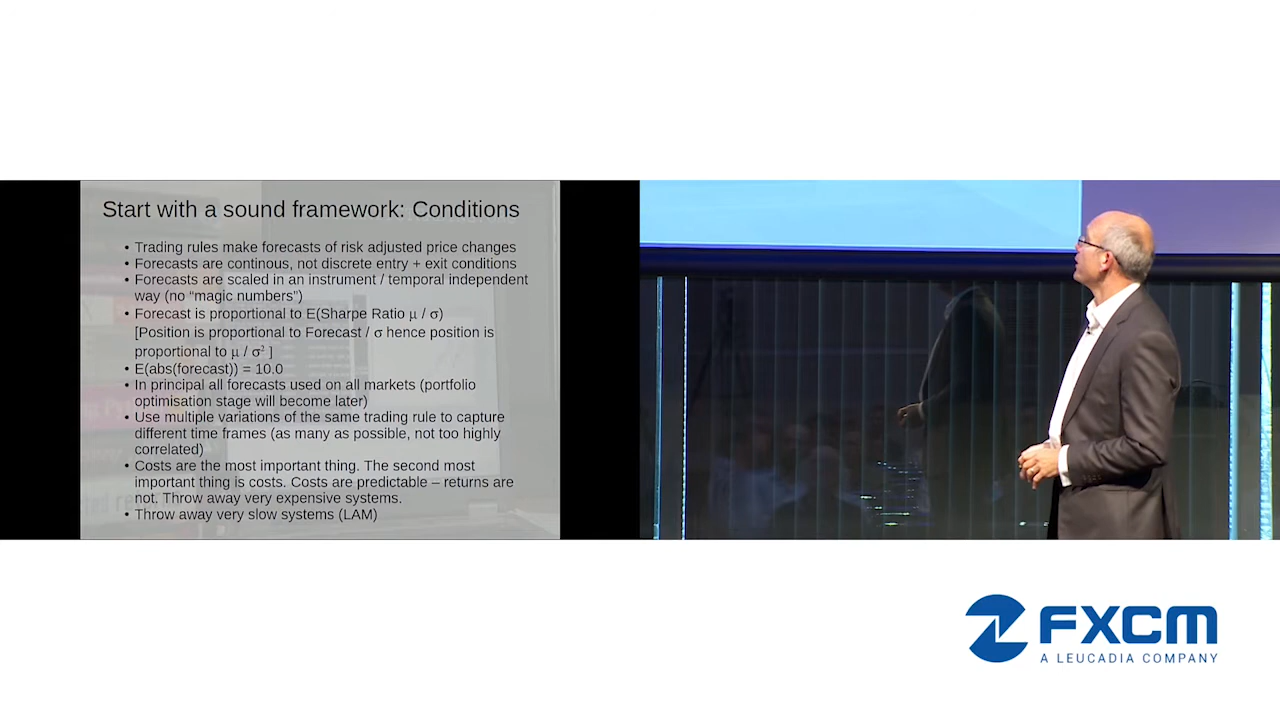 Start with a sound framework: Conditions
• Trading rules make forecasts of risk adjusted price changes
• Forecasts are continous, not discrete entry + exit conditions
• Forecasts are scaled in an instrument / temporal independent
way (no “magic numbers”)
• Forecast is proportional to E(Sharpe Ratio μ / σ)
[Position is proportional to Forecast / σ hence position is
proportional to μ / σ² ]
• E(abs(forecast)) = 10.0
• In principal all forecasts used on all markets (portfolio
optimisation stage will become later)
• Use multiple variations of the same trading rule to capture
different time frames (as many as possible, not too highly
correlated)
• Costs are the most important thing. The second most
important thing is costs. Costs are predictable – returns are
not. Throw away very expensive systems.
• Throw away very slow systems (LAM)
FXCM
A LEUCADIA COMPANY